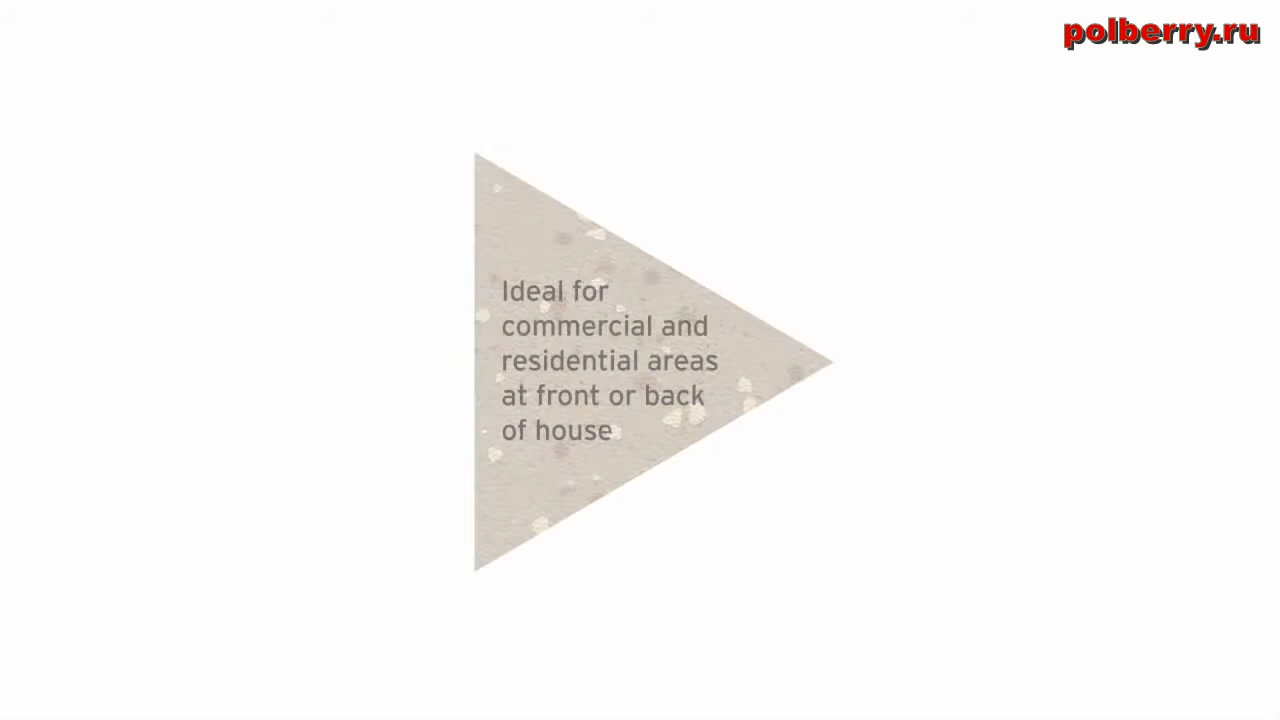 polberry.ru
Ideal for
commercial and
residential areas
at front or back
of house